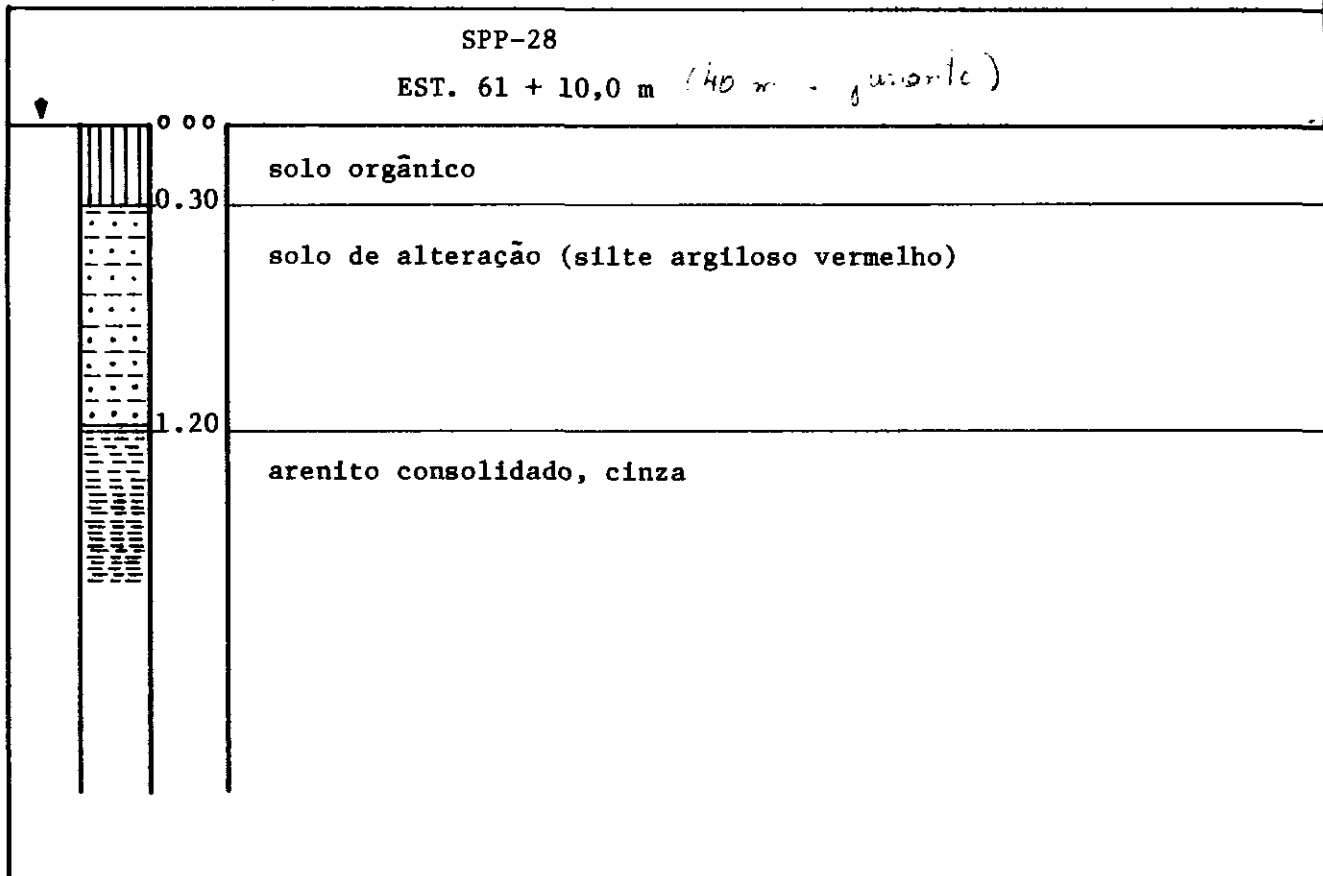 SPP-28
EST. 61 + 10,0 m (40 m
0 00
solo orgânico
0.30
solo de alteração (silte argiloso vermelho)
1.20
arenito consolidado, cinza